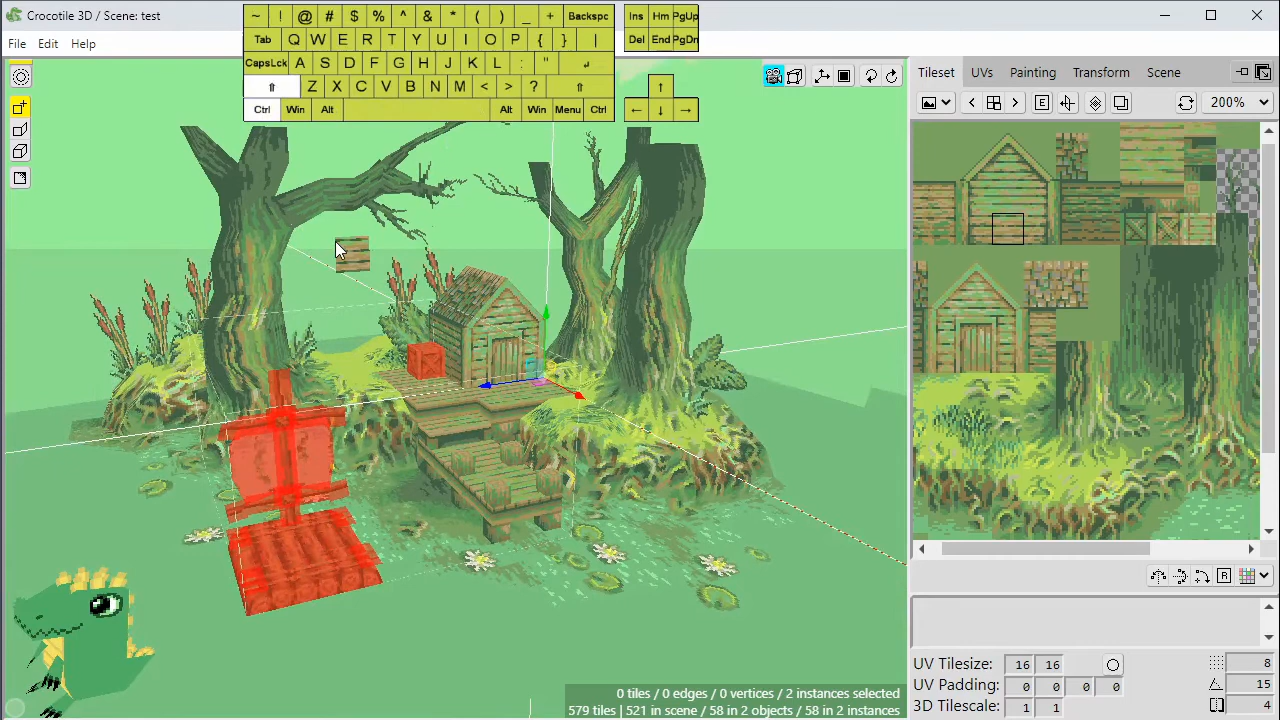 Crocotile 3D / Scene: test
File Edit Help
~ ! @ # $ % ^ & * ( ) _ + Backspc
Tab Q W E R T Y U I O P { } |
CapsLck A S D F G H J K L : " ↵
⇧ Z X C V B N M < > ? ⇧
Ctrl Win Alt Alt Win Menu Ctrl
Ins Hm PgUp
Del End PgDn
↑
← ↓ →
Tileset UVs Painting Transform Scene
E 200%
R
UV Tilesize: 16 16 8
UV Padding: 0 0 0 0 15
3D Tilescale: 1 1 4
0 tiles / 0 edges / 0 vertices / 2 instances selected
579 tiles | 521 in scene / 58 in 2 objects / 58 in 2 instances